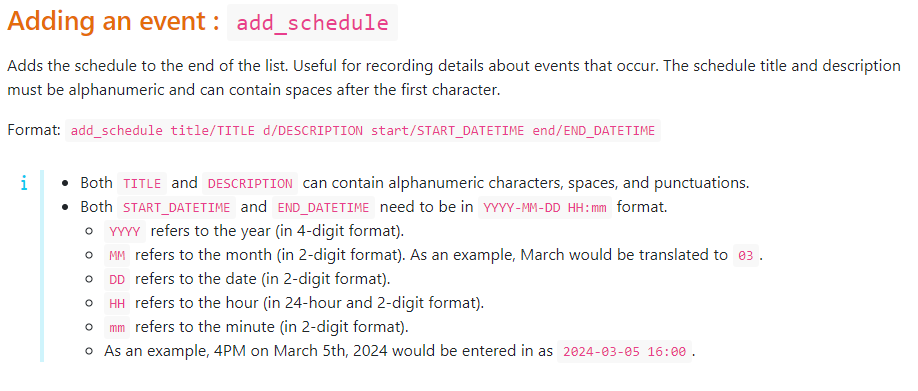 Adding an event : add_schedule
Adds the schedule to the end of the list. Useful for recording details about events that occur. The schedule title and description
must be alphanumeric and can contain spaces after the first character.
Format: add_schedule title/TITLE d/DESCRIPTION start/START_DATETIME end/END_DATETIME
i
• Both TITLE and DESCRIPTION can contain alphanumeric characters, spaces, and punctuations.
• Both START_DATETIME and END_DATETIME need to be in YYYY-MM-DD HH:mm format.
○ YYYY refers to the year (in 4-digit format).
○ MM refers to the month (in 2-digit format). As an example, March would be translated to 03 .
○ DD refers to the date (in 2-digit format).
○ HH refers to the hour (in 24-hour and 2-digit format).
○ mm refers to the minute (in 2-digit format).
○ As an example, 4PM on March 5th, 2024 would be entered in as 2024-03-05 16:00 .